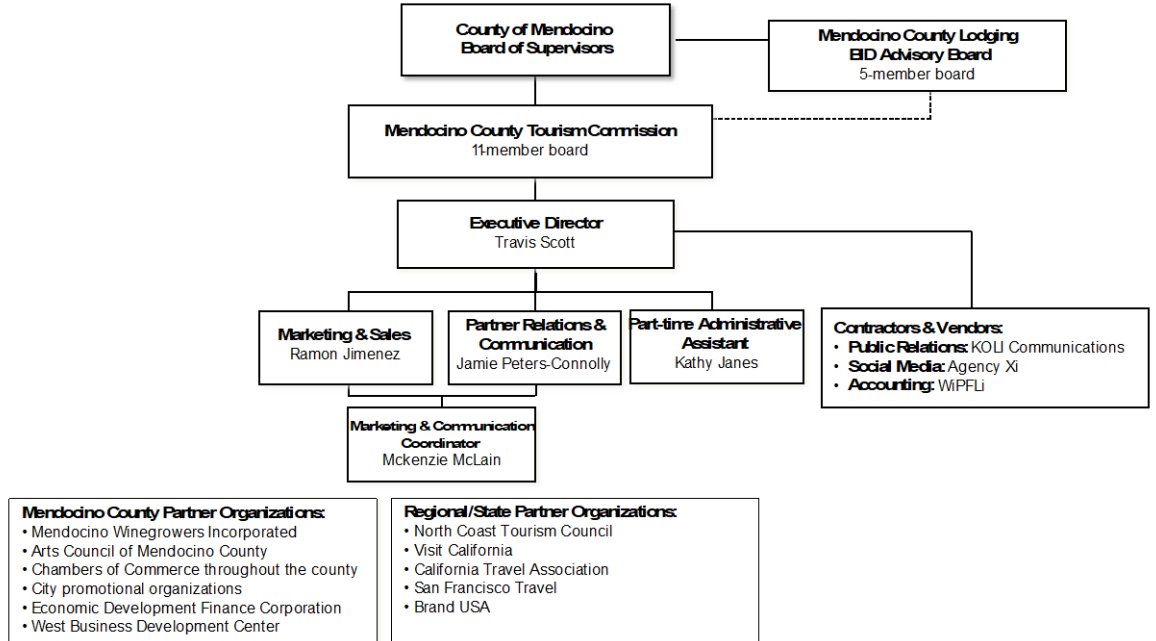 County of Mendocino
Board of Supervisors
Mendocino County Lodging
BID Advisory Board
5-member board
Mendocino County Tourism Commission
11-member board
Executive Director
Travis Scott
Marketing & Sales
Ramon Jimenez
Partner Relations &
Communication
Jamie Peters-Connolly
Part-time Administrative
Assistant
Kathy Janes
Contractors & Vendors:
• Public Relations: KOLI Communications
• Social Media: Agency Xi
• Accounting: WiPFLi
Marketing & Communication
Coordinator
Mckenzie McLain
Mendocino County Partner Organizations:
• Mendocino Winegrowers Incorporated
• Arts Council of Mendocino County
• Chambers of Commerce throughout the county
• City promotional organizations
• Economic Development Finance Corporation
• West Business Development Center
Regional/State Partner Organizations:
• North Coast Tourism Council
• Visit California
• California Travel Association
• San Francisco Travel
• Brand USA